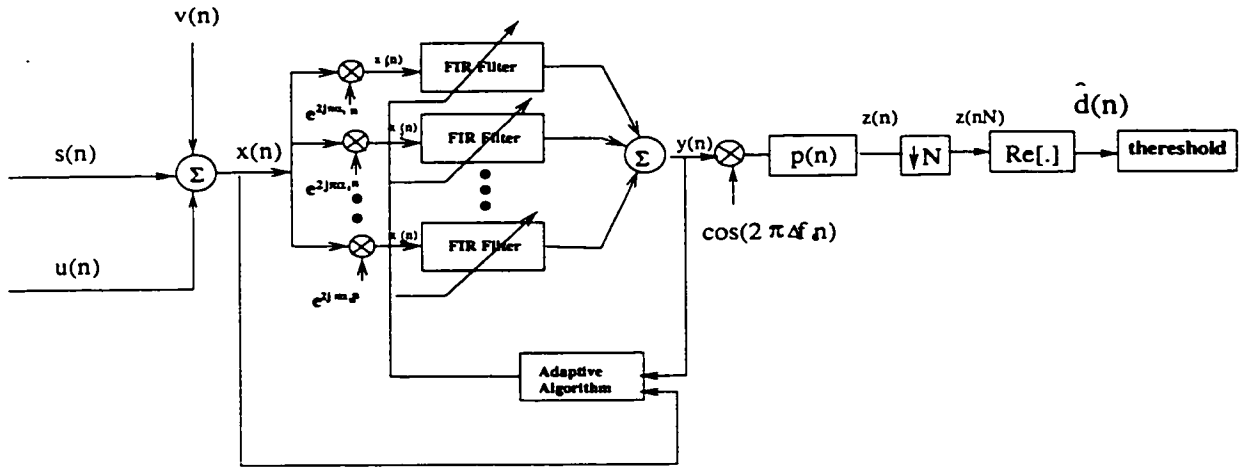 v(n)
s(n)
Σ
x(n)
u(n)
FIR Filter
FIR Filter
FIR Filter
Σ
y(n)
cos(2 π Δf n)
p(n)
z(n)
↓N
z(nN)
Re[.]
d̂(n)
thereshold
Adaptive
Algorithm